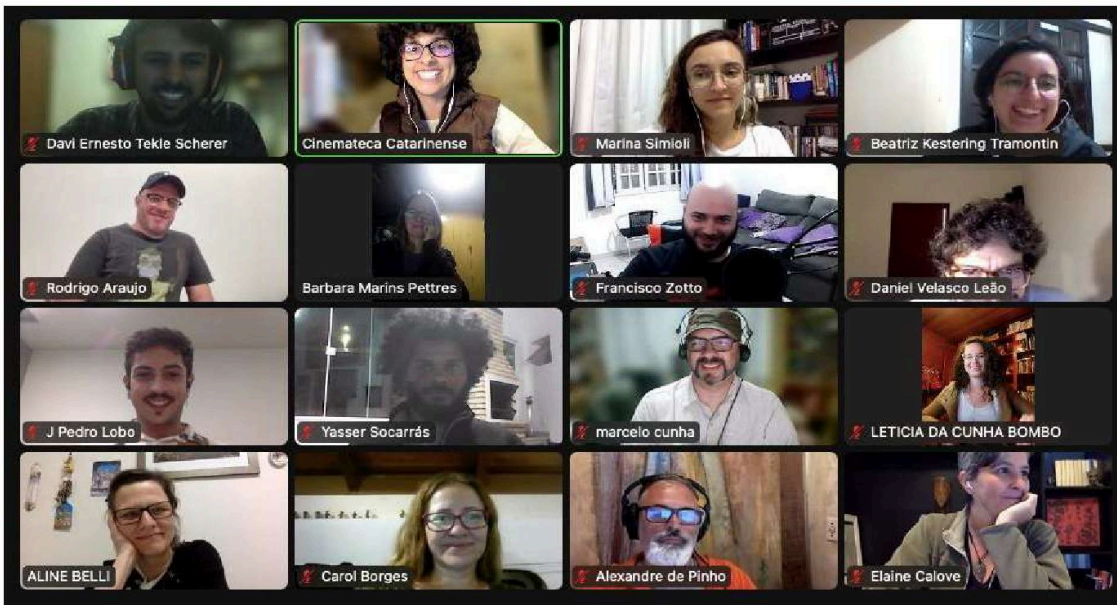 Davi Ernesto Tekle Scherer
Cinemateca Catarinense
Marina Simioli
Beatriz Kestering Tramontin
Rodrigo Araujo
Barbara Marins Pettres
Francisco Zotto
Daniel Velasco Leão
J Pedro Lobo
Yasser Socarrás
marcelo cunha
LETICIA DA CUNHA BOMBO
ALINE BELLI
Carol Borges
Alexandre de Pinho
Elaine Calove